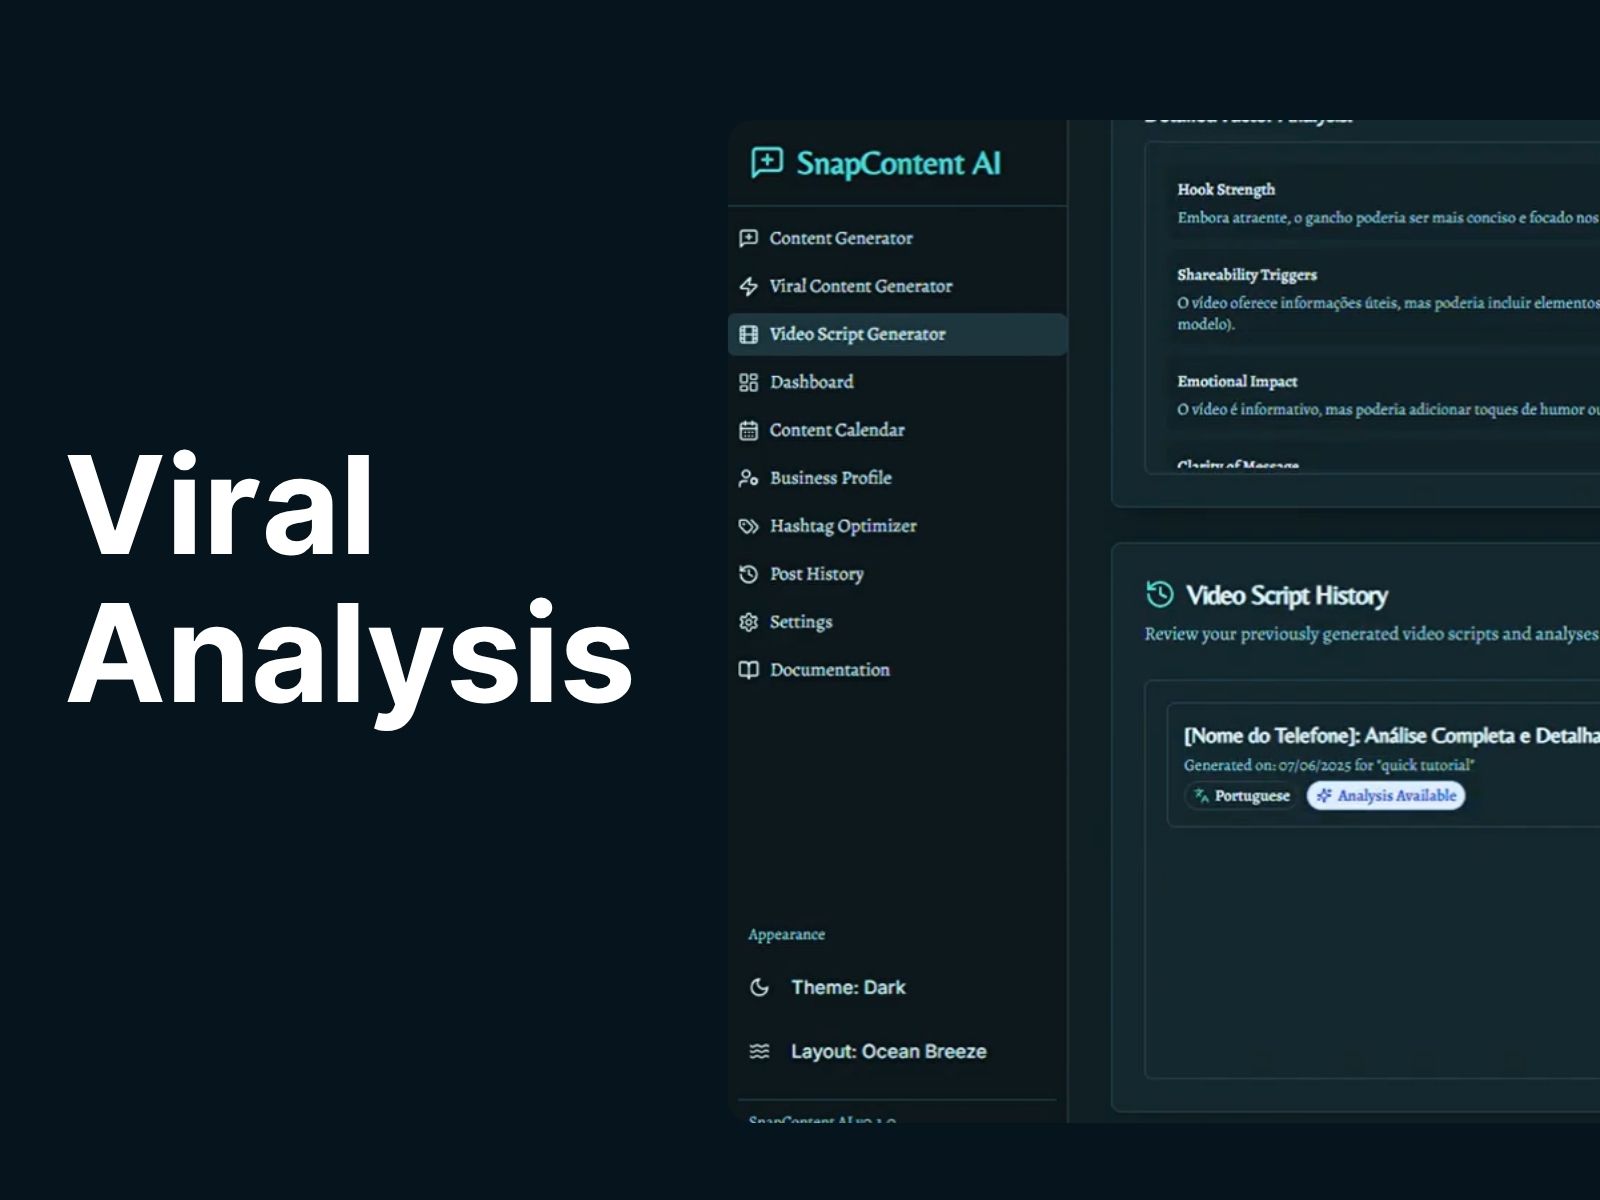 Viral
Analysis
SnapContent AI
Content Generator
Viral Content Generator
Video Script Generator
Dashboard
Content Calendar
Business Profile
Hashtag Optimizer
Post History
Settings
Documentation
Appearance
Theme: Dark
Layout: Ocean Breeze
SnapContent AI v0.1.0
Detailed Factor Analysis:
Hook Strength
Embora atraente, o gancho poderia ser mais conciso e focado nos
Shareability Triggers
O vídeo oferece informações úteis, mas poderia incluir elementos
modelo).
Emotional Impact
O vídeo é informativo, mas poderia adicionar toques de humor ou
Clarity of Message
Video Script History
Review your previously generated video scripts and analyses
[Nome do Telefone]: Análise Completa e Detalha
Generated on: 07/06/2025 for "quick tutorial"
Portuguese
Analysis Available